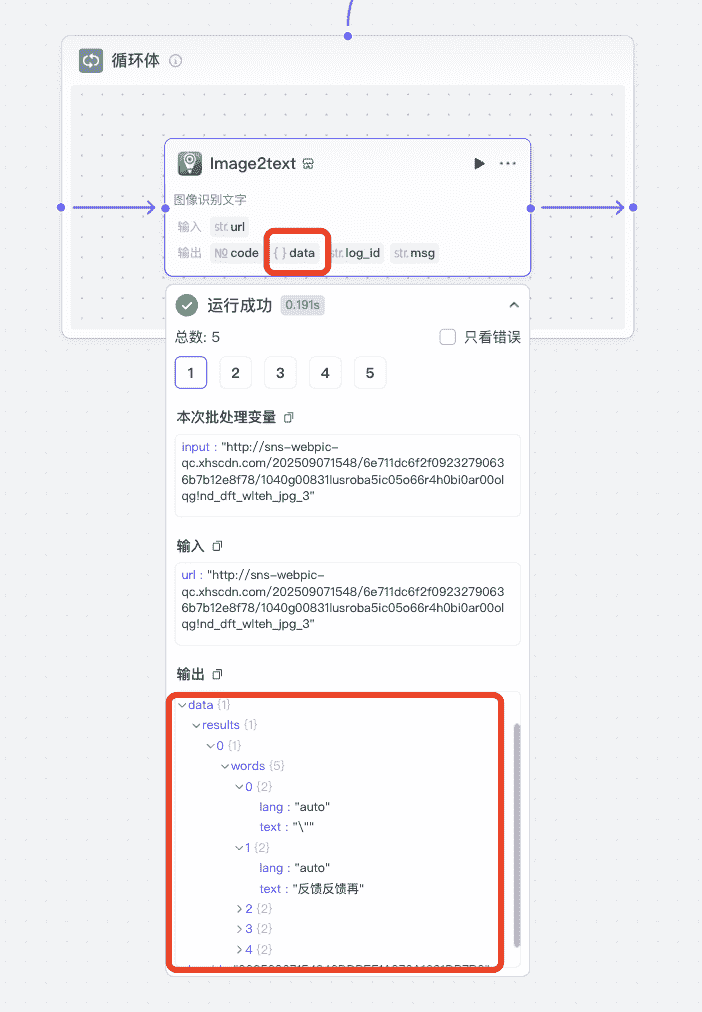 循环体
Image2text
图像识别文字
输入 str. url
输出 № code { } data str. log_id str. msg
运行成功 0.191s
总数: 5 只看错误
1 2 3 4 5
本次批处理变量
input : "http://sns-webpic-
qc.xhscdn.com/202509071548/6e711dc6f2f0923279063
6b7b12e8f78/1040g00831lusroba5ic05o66r4h0bi0ar00ol
qg!nd_dft_wlteh_jpg_3"
输入
url : "http://sns-webpic-
qc.xhscdn.com/202509071548/6e711dc6f2f0923279063
6b7b12e8f78/1040g00831lusroba5ic05o66r4h0bi0ar00ol
qg!nd_dft_wlteh_jpg_3"
输出
data {1}
results {1}
0 {1}
words {5}
0 {2}
lang : "auto"
text : "\""
1 {2}
lang : "auto"
text : "反馈反馈再"
2 {2}
3 {2}
4 {2}